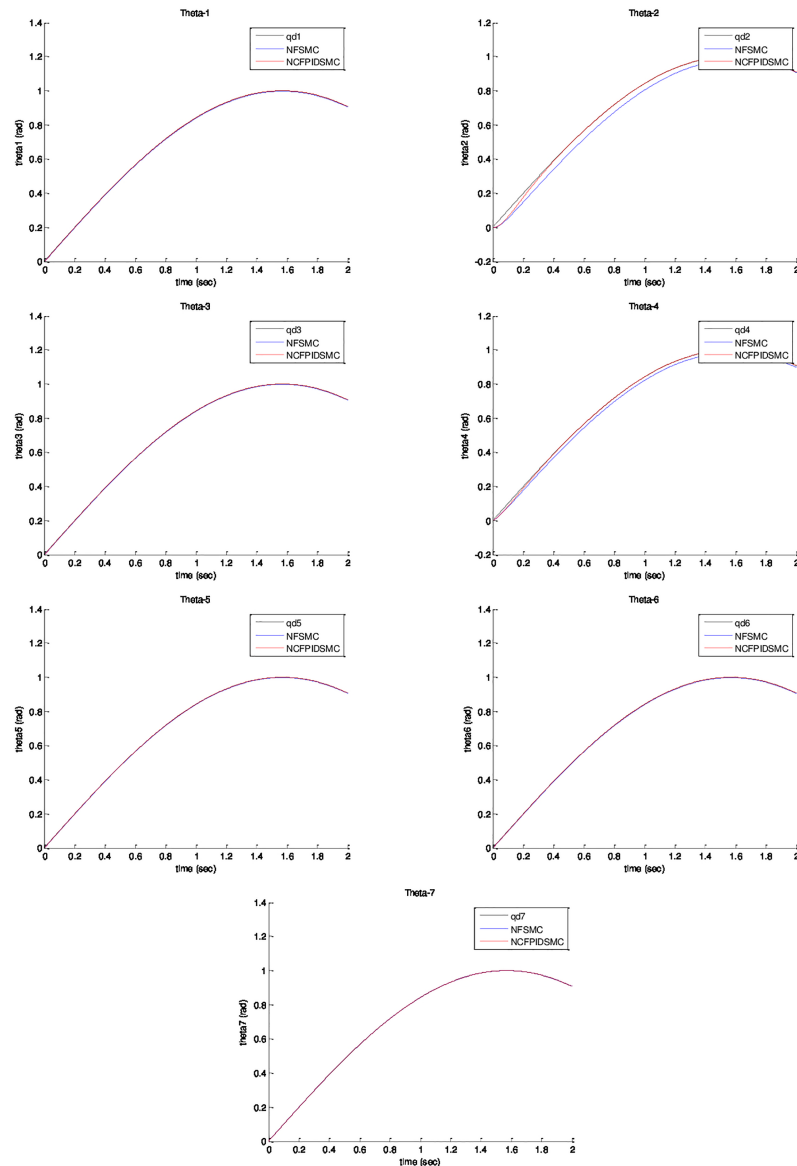 Theta-1
1.4
1.2
1
0.8
0.6
0.4
0.2
0
theta1 (rad)
qd1
NFSMC
NCFPIDSMC
0 0.2 0.4 0.6 0.8 1 1.2 1.4 1.6 1.8 2
time (sec)
Theta-2
1.2
1
0.8
0.6
0.4
0.2
0
-0.2
theta2 (rad)
qd2
NFSMC
NCFPIDSMC
0 0.2 0.4 0.6 0.8 1 1.2 1.4 1.6 1.8 2
time (sec)
Theta-3
1.4
1.2
1
0.8
0.6
0.4
0.2
0
theta3 (rad)
qd3
NFSMC
NCFPIDSMC
0 0.2 0.4 0.6 0.8 1 1.2 1.4 1.6 1.8 2
time (sec)
Theta-4
1.2
1
0.8
0.6
0.4
0.2
0
-0.2
theta4 (rad)
qd4
NFSMC
NCFPIDSMC
0 0.2 0.4 0.6 0.8 1 1.2 1.4 1.6 1.8 2
time (sec)
Theta-5
1.4
1.2
1
0.8
0.6
0.4
0.2
0
theta5 (rad)
qd5
NFSMC
NCFPIDSMC
0 0.2 0.4 0.6 0.8 1 1.2 1.4 1.6 1.8 2
time (sec)
Theta-6
1.4
1.2
1
0.8
0.6
0.4
0.2
0
theta6 (rad)
qd6
NFSMC
NCFPIDSMC
0 0.2 0.4 0.6 0.8 1 1.2 1.4 1.6 1.8 2
time (sec)
Theta-7
1.4
1.2
1
0.8
0.6
0.4
0.2
0
theta7 (rad)
qd7
NFSMC
NCFPIDSMC
0 0.2 0.4 0.6 0.8 1 1.2 1.4 1.6 1.8 2
time (sec)